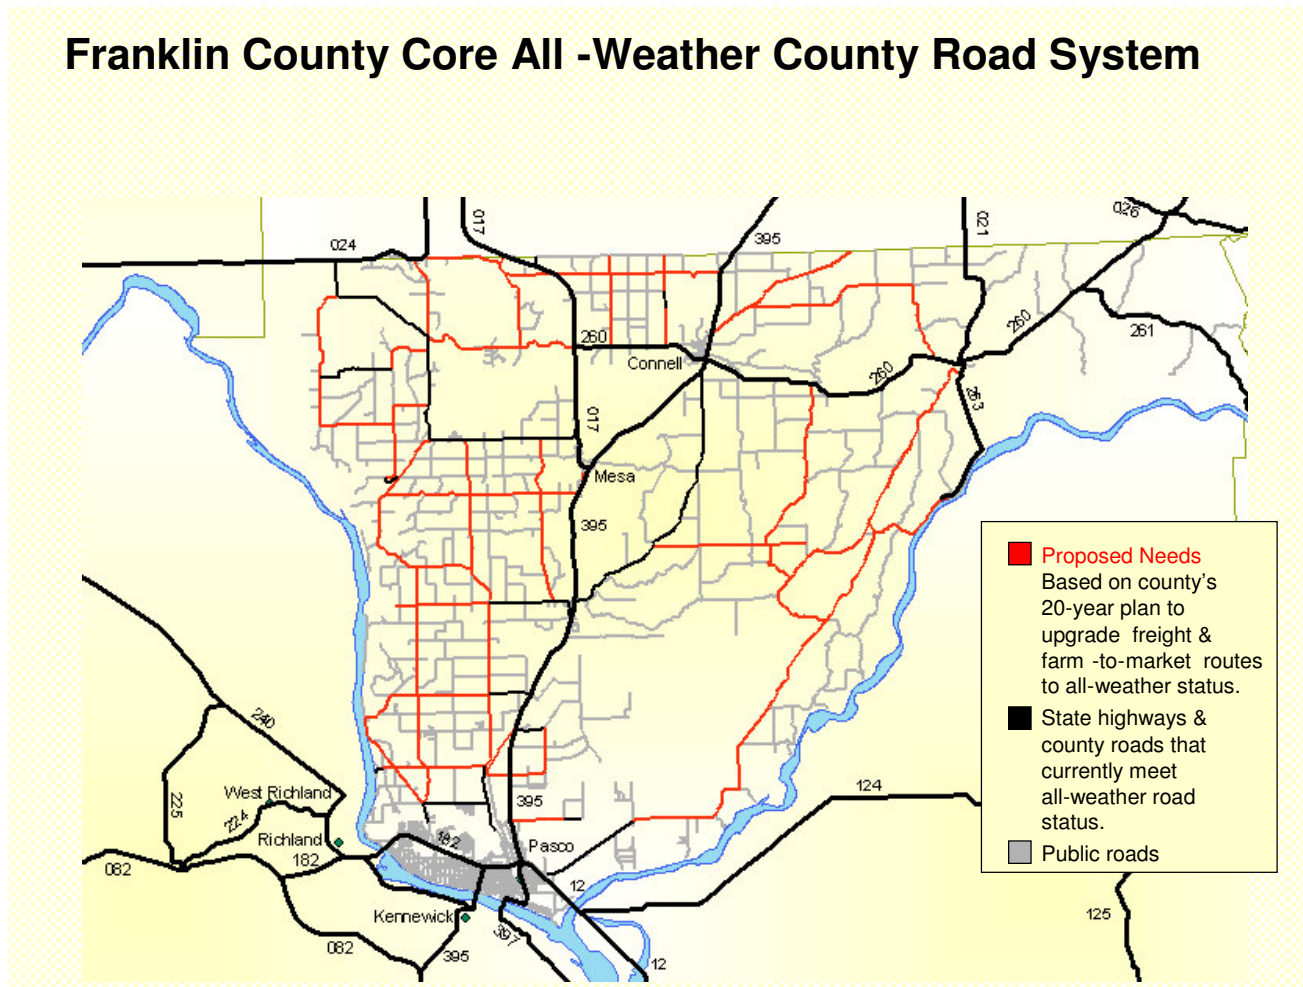 Franklin County Core All -Weather County Road System
026
017
021
395
024
260
261
260
Connell
260
263
017
Mesa
395
Proposed Needs
Based on county's
20-year plan to
upgrade freight &
farm -to-market routes
to all-weather status.
State highways &
county roads that
currently meet
all-weather road
status.
Public roads
240
124
West Richland
225
395
224
Richland
182
Pasco
182
082
12
Kennewick
125
397
082
395
12